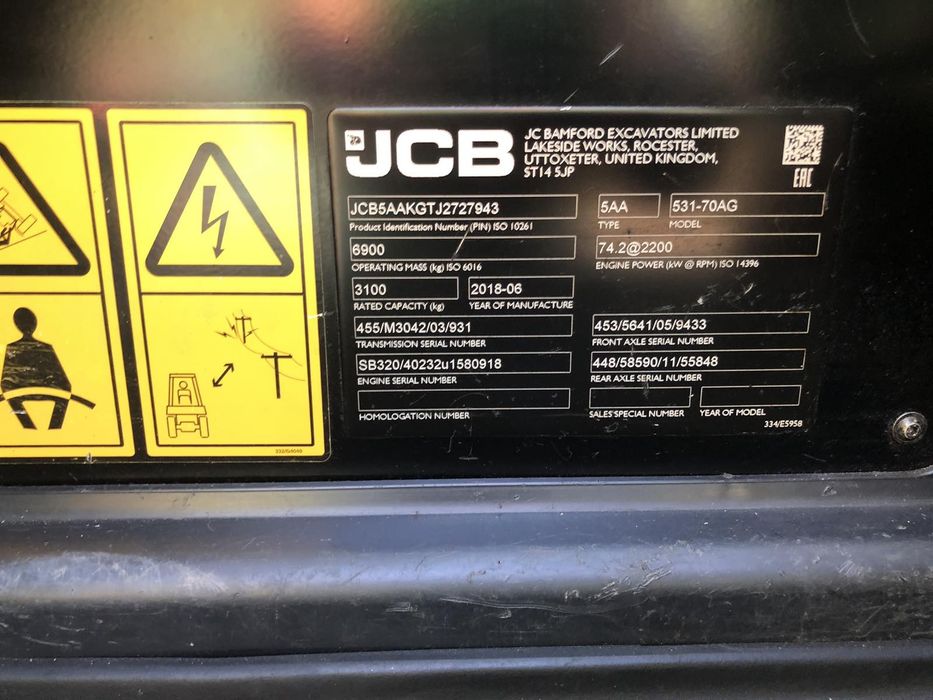 JCB
JC BAMFORD EXCAVATORS LIMITED
LAKESIDE WORKS, ROCESTER,
UTTOXETER, UNITED KINGDOM,
ST14 5JP
EAC
JCB5AAKGTJ2727943
Product Identification Number (PIN) ISO 10261
5AA
TYPE
531-70AG
MODEL
6900
OPERATING MASS (kg) ISO 6016
74.2@2200
ENGINE POWER (kW @ RPM) ISO 14396
3100
RATED CAPACITY (kg)
2018-06
YEAR OF MANUFACTURE
455/M3042/03/931
TRANSMISSION SERIAL NUMBER
453/5641/05/9433
FRONT AXLE SERIAL NUMBER
SB320/40232u1580918
ENGINE SERIAL NUMBER
448/58590/11/55848
REAR AXLE SERIAL NUMBER
HOMOLOGATION NUMBER
SALES SPECIAL NUMBER
YEAR OF MODEL
334/E5958